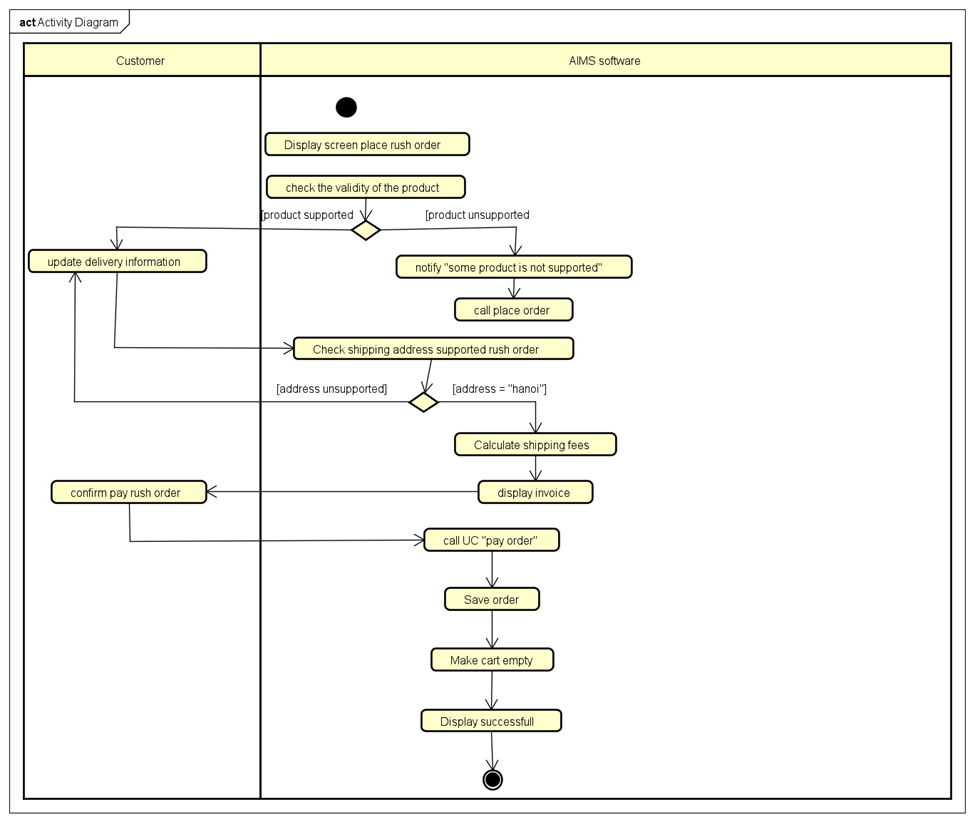 act Activity Diagram
Customer
AIMS software
Display screen place rush order
check the validity of the product
[product supported
[product unsupported
update delivery information
notify "some product is not supported"
call place order
Check shipping address supported rush order
[address unsupported]
[address = "hanoi"]
Calculate shipping fees
confirm pay rush order
display invoice
call UC "pay order"
Save order
Make cart empty
Display successfull